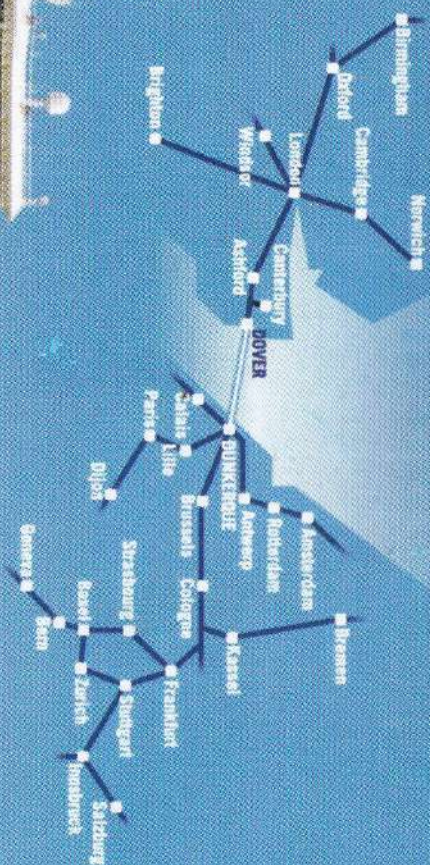 Birmingham
Oxford
Cambridge
Norwich
Brighton
Windsor
London
Canterbury
Ashford
DOVER
DUNKERQUE
Calais
Lille
Paris
Dijon
Amsterdam
Rotterdam
Antwerp
Brussels
Cologne
Bremen
Kassel
Frankfurt
Strasbourg
Stuttgart
Basel
Zurich
Bern
Geneva
Innsbruck
Salzburg